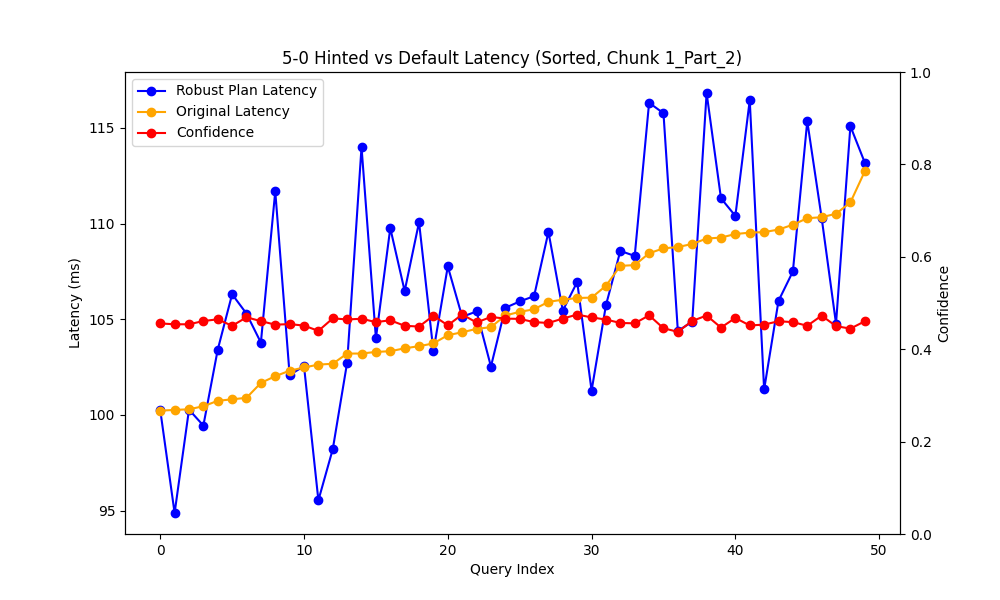 5-0 Hinted vs Default Latency (Sorted, Chunk 1_Part_2)
Robust Plan Latency
Original Latency
Confidence
Latency (ms)
115
110
105
100
95
1.0
0.8
0.6
0.4
0.2
0.0
Confidence
0 10 20 30 40 50
Query Index